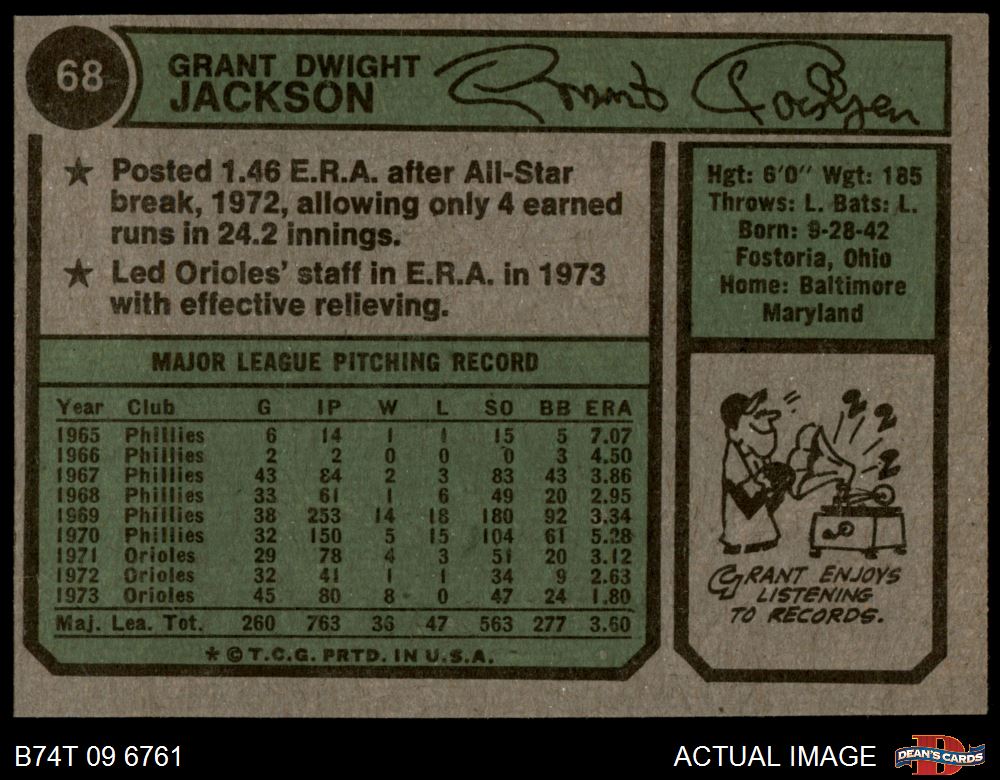 68
GRANT DWIGHT
JACKSON
Grant Jackson
★ Posted 1.46 E.R.A. after All-Star
break, 1972, allowing only 4 earned
runs in 24.2 innings.
★ Led Orioles' staff in E.R.A. in 1973
with effective relieving.
Hgt: 6'0" Wgt: 185
Throws: L. Bats: L.
Born: 9-28-42
Fostoria, Ohio
Home: Baltimore
Maryland
MAJOR LEAGUE PITCHING RECORD
Year Club G IP W L SO BB ERA
1965 Phillies 6 14 1 1 15 5 7.07
1966 Phillies 2 2 0 0 0 3 4.50
1967 Phillies 43 84 2 3 83 43 3.86
1968 Phillies 33 61 1 6 49 20 2.95
1969 Phillies 38 253 14 18 180 92 3.34
1970 Phillies 32 150 5 15 104 61 5.28
1971 Orioles 29 78 4 3 51 20 3.12
1972 Orioles 32 41 1 1 34 9 2.63
1973 Orioles 45 80 8 0 47 24 1.80
Maj. Lea. Tot. 260 763 36 47 563 277 3.60
* © T.C.G. PRTD. IN U.S.A.
GRANT ENJOYS
LISTENING
TO RECORDS.
B74T 09 6761
ACTUAL IMAGE
DEAN'S CARDS